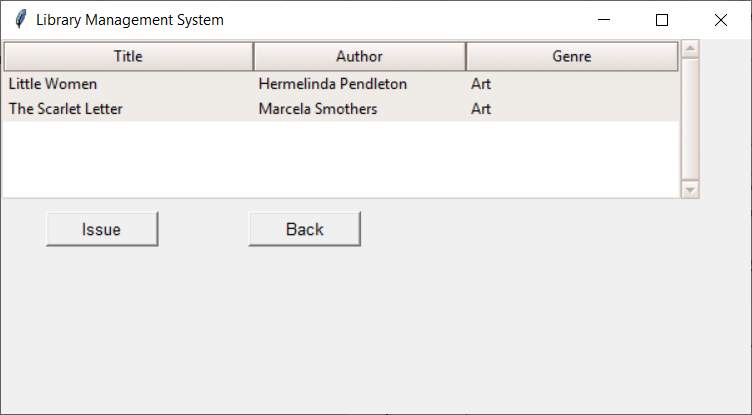 Library Management System
Title Author Genre
Little Women Hermelinda Pendleton Art
The Scarlet Letter Marcela Smothers Art
Issue Back